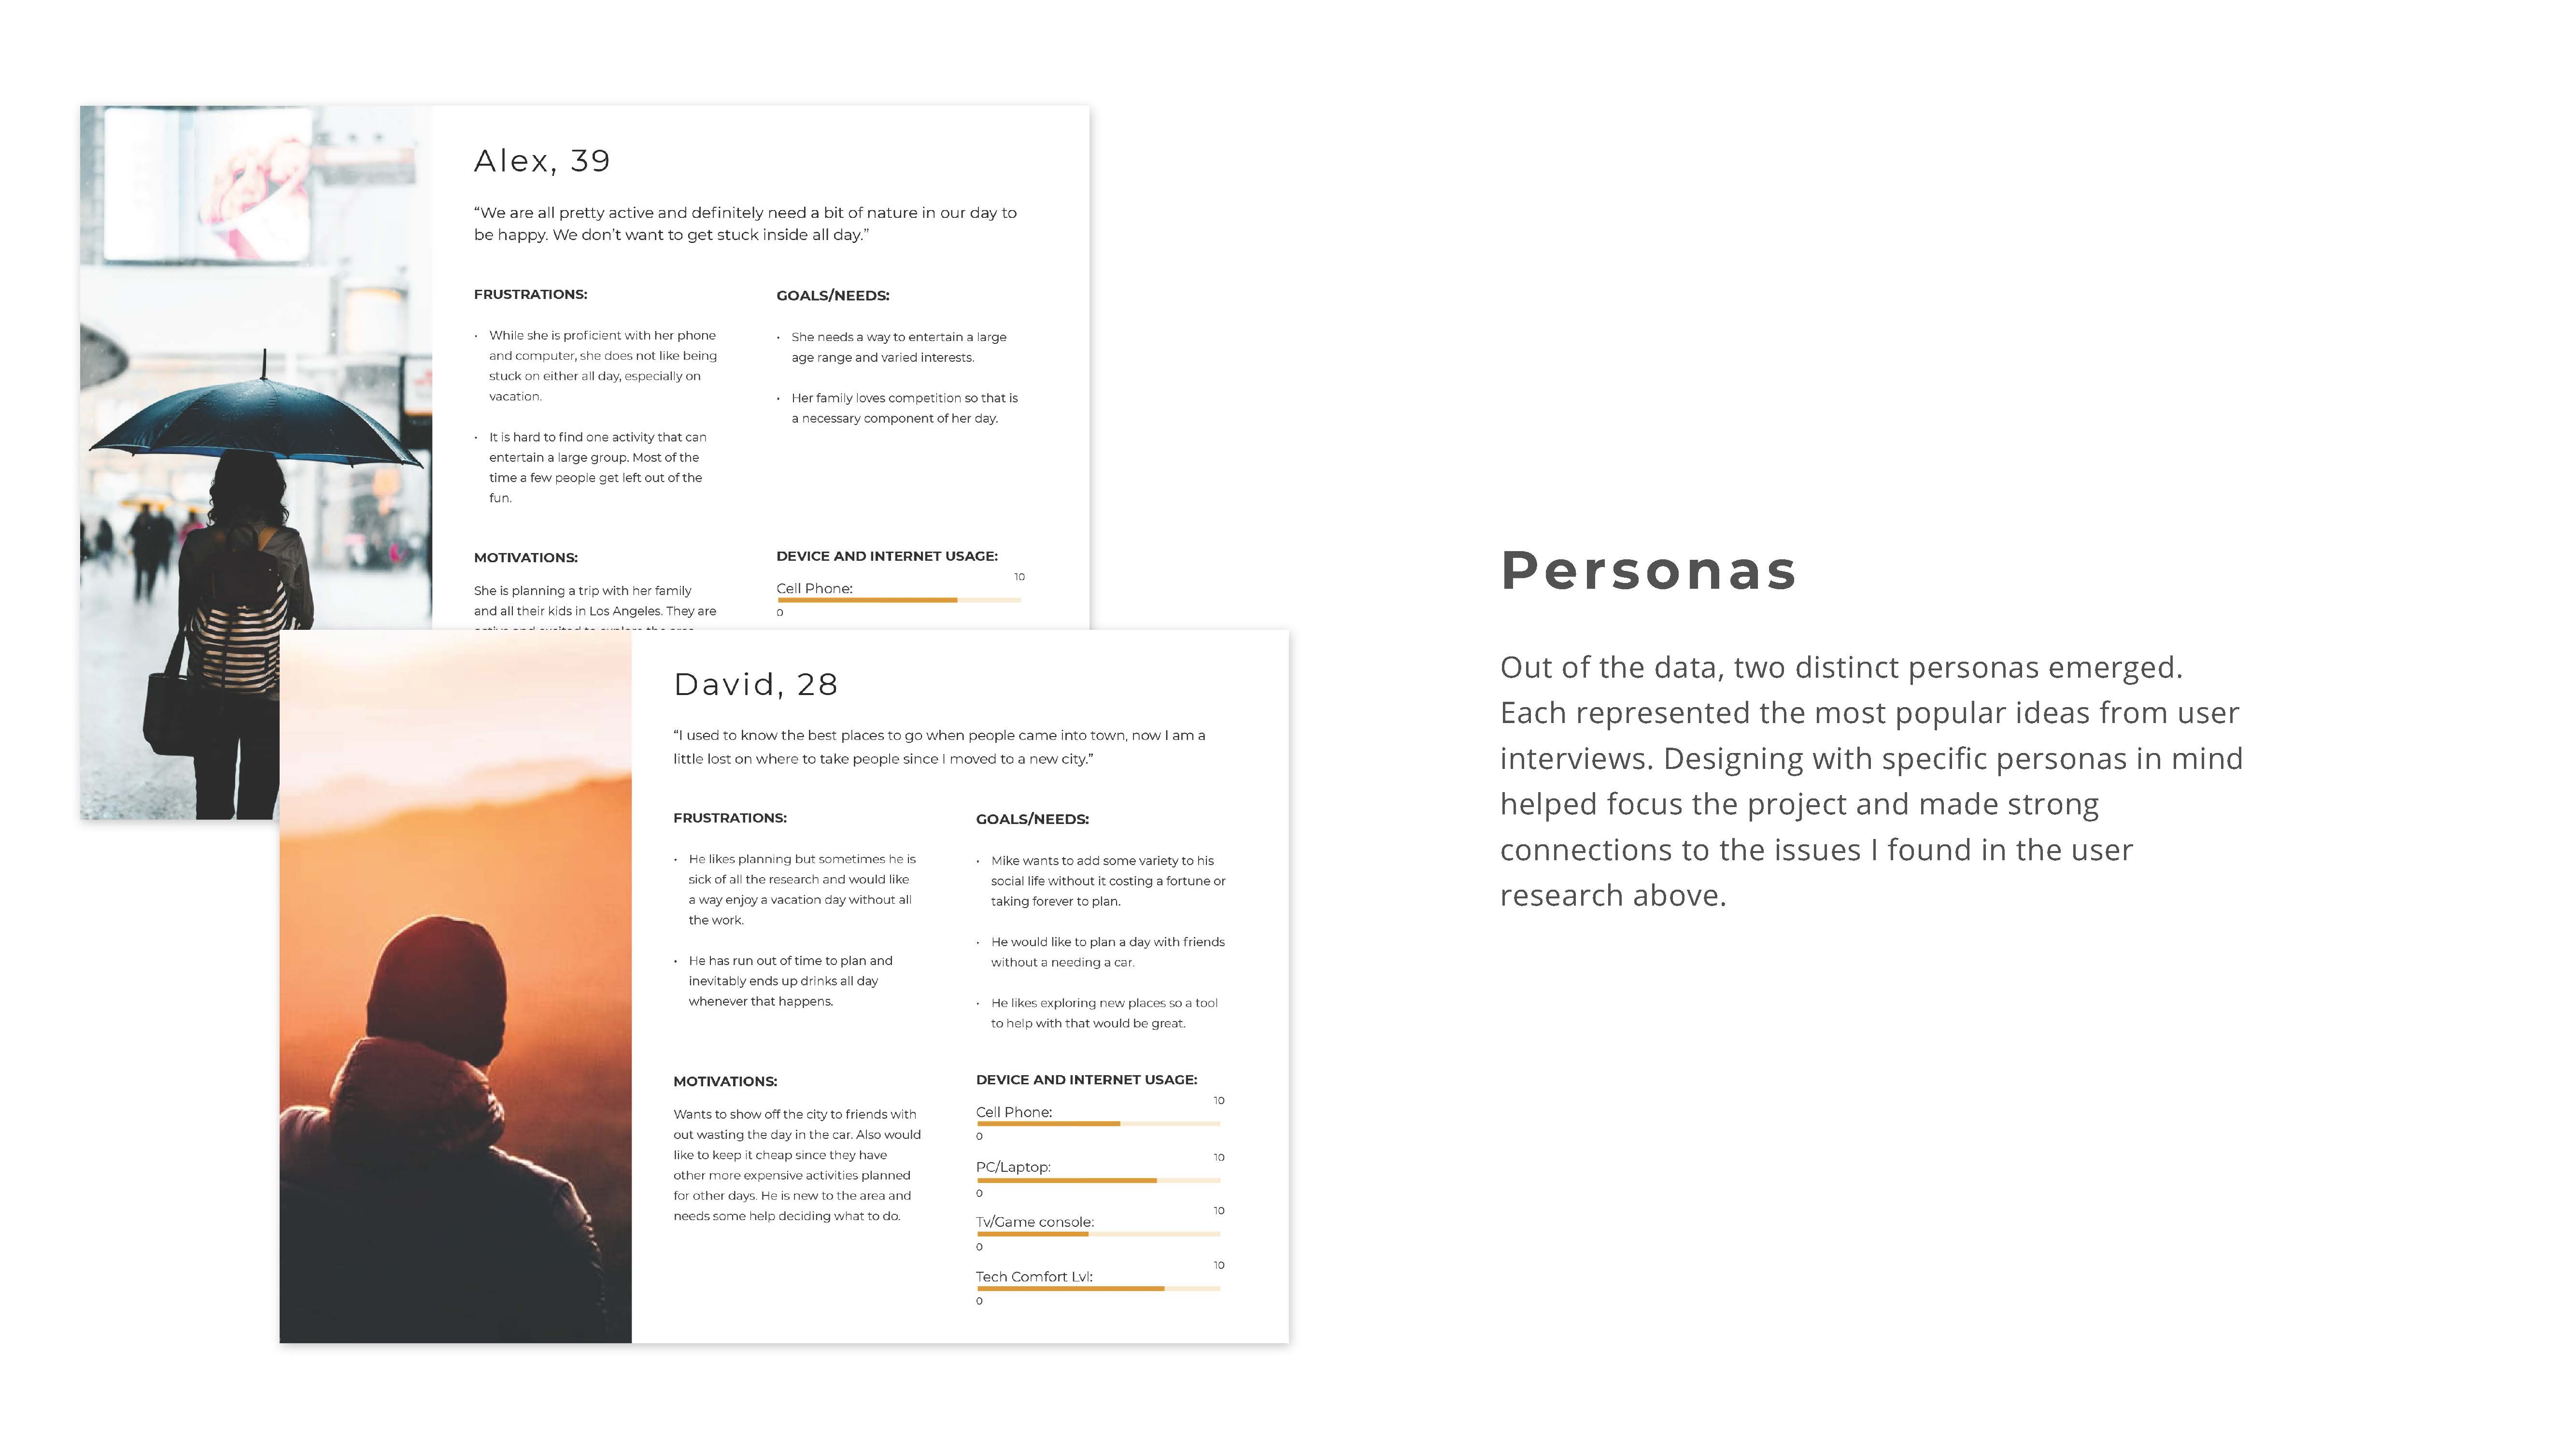 Alex, 39
“We are all pretty active and definitely need a bit of nature in our day to
be happy. We don’t want to get stuck inside all day.”
FRUSTRATIONS:
• While she is proficient with her phone
and computer, she does not like being
stuck on either all day, especially on
vacation.
• It is hard to find one activity that can
entertain a large group. Most of the
time a few people get left out of the
fun.
GOALS/NEEDS:
• She needs a way to entertain a large
age range and varied interests.
• Her family loves competition so that is
a necessary component of her day.
MOTIVATIONS:
She is planning a trip with her family
and all their kids in Los Angeles. They are
DEVICE AND INTERNET USAGE:
10
Cell Phone:
0
David, 28
“I used to know the best places to go when people came into town, now I am a
little lost on where to take people since I moved to a new city.”
FRUSTRATIONS:
• He likes planning but sometimes he is
sick of all the research and would like
a way enjoy a vacation day without all
the work.
• He has run out of time to plan and
inevitably ends up drinks all day
whenever that happens.
GOALS/NEEDS:
• Mike wants to add some variety to his
social life without it costing a fortune or
taking forever to plan.
• He would like to plan a day with friends
without a needing a car.
• He likes exploring new places so a tool
to help with that would be great.
MOTIVATIONS:
Wants to show off the city to friends with
out wasting the day in the car. Also would
like to keep it cheap since they have
other more expensive activities planned
for other days. He is new to the area and
needs some help deciding what to do.
DEVICE AND INTERNET USAGE:
10
Cell Phone:
0
10
PC/Laptop:
0
10
Tv/Game console:
0
10
Tech Comfort Lvl:
0
Personas
Out of the data, two distinct personas emerged.
Each represented the most popular ideas from user
interviews. Designing with specific personas in mind
helped focus the project and made strong
connections to the issues I found in the user
research above.